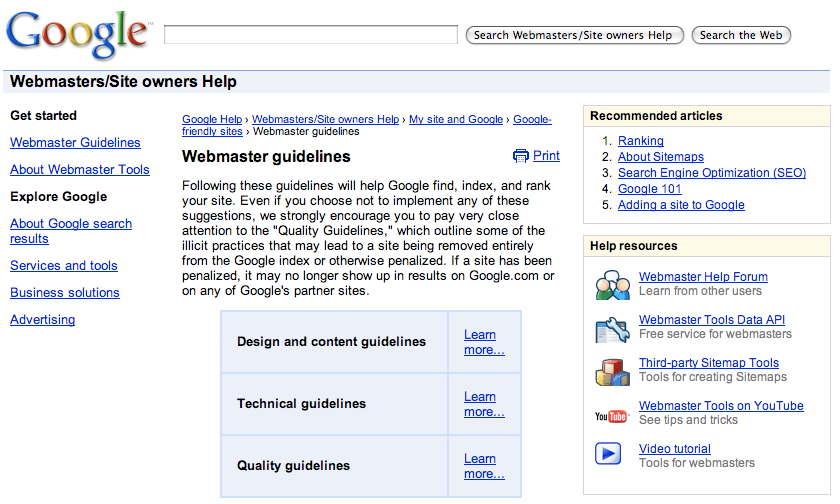 Google™
Search Webmasters/Site owners Help
Search the Web
Webmasters/Site owners Help
Get started
Webmaster Guidelines
About Webmaster Tools
Explore Google
About Google search
results
Services and tools
Business solutions
Advertising
Google Help › Webmasters/Site owners Help › My site and Google › Google-
friendly sites › Webmaster guidelines
Webmaster guidelines
Print
Following these guidelines will help Google find, index, and rank
your site. Even if you choose not to implement any of these
suggestions, we strongly encourage you to pay very close
attention to the "Quality Guidelines," which outline some of the
illicit practices that may lead to a site being removed entirely
from the Google index or otherwise penalized. If a site has been
penalized, it may no longer show up in results on Google.com or
on any of Google's partner sites.
Design and content guidelines
Learn
more...
Technical guidelines
Learn
more...
Quality guidelines
Learn
more...
Recommended articles
1. Ranking
2. About Sitemaps
3. Search Engine Optimization (SEO)
4. Google 101
5. Adding a site to Google
Help resources
Webmaster Help Forum
Learn from other users
Webmaster Tools Data API
Free service for webmasters
Third-party Sitemap Tools
Tools for creating Sitemaps
YouTube
Webmaster Tools on YouTube
See tips and tricks
Video tutorial
Tools for webmasters